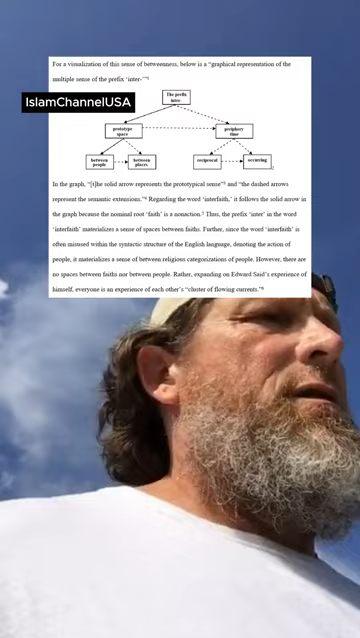 For a visualization of this sense of betweenness, below is a “graphical representation of the
multiple sense of the prefix ‘inter-’”
IslamChannelUSA
The prefix
inter-
prototype
space
periphery
time
between
people
between
places
reciprocal
occurring
In the graph, “[t]he solid arrow represents the prototypical sense” and “the dashed arrows
represent the semantic extensions.” Regarding the word ‘interfaith,’ it follows the solid arrow in
the graph because the nominal root ‘faith’ is a nonaction. Thus, the prefix ‘inter’ in the word
‘interfaith’ materializes a sense of between faiths. Further, since the word ‘interfaith’ is
often misused within the syntactic structure of the English language, denoting the action of
people, it materializes a sense of between religious categorizations of people. However, there are
no spaces between faiths nor between people. Rather, expanding on Edward Said’s experience of
himself, everyone is an experience of each other’s “cluster of flowing currents.”